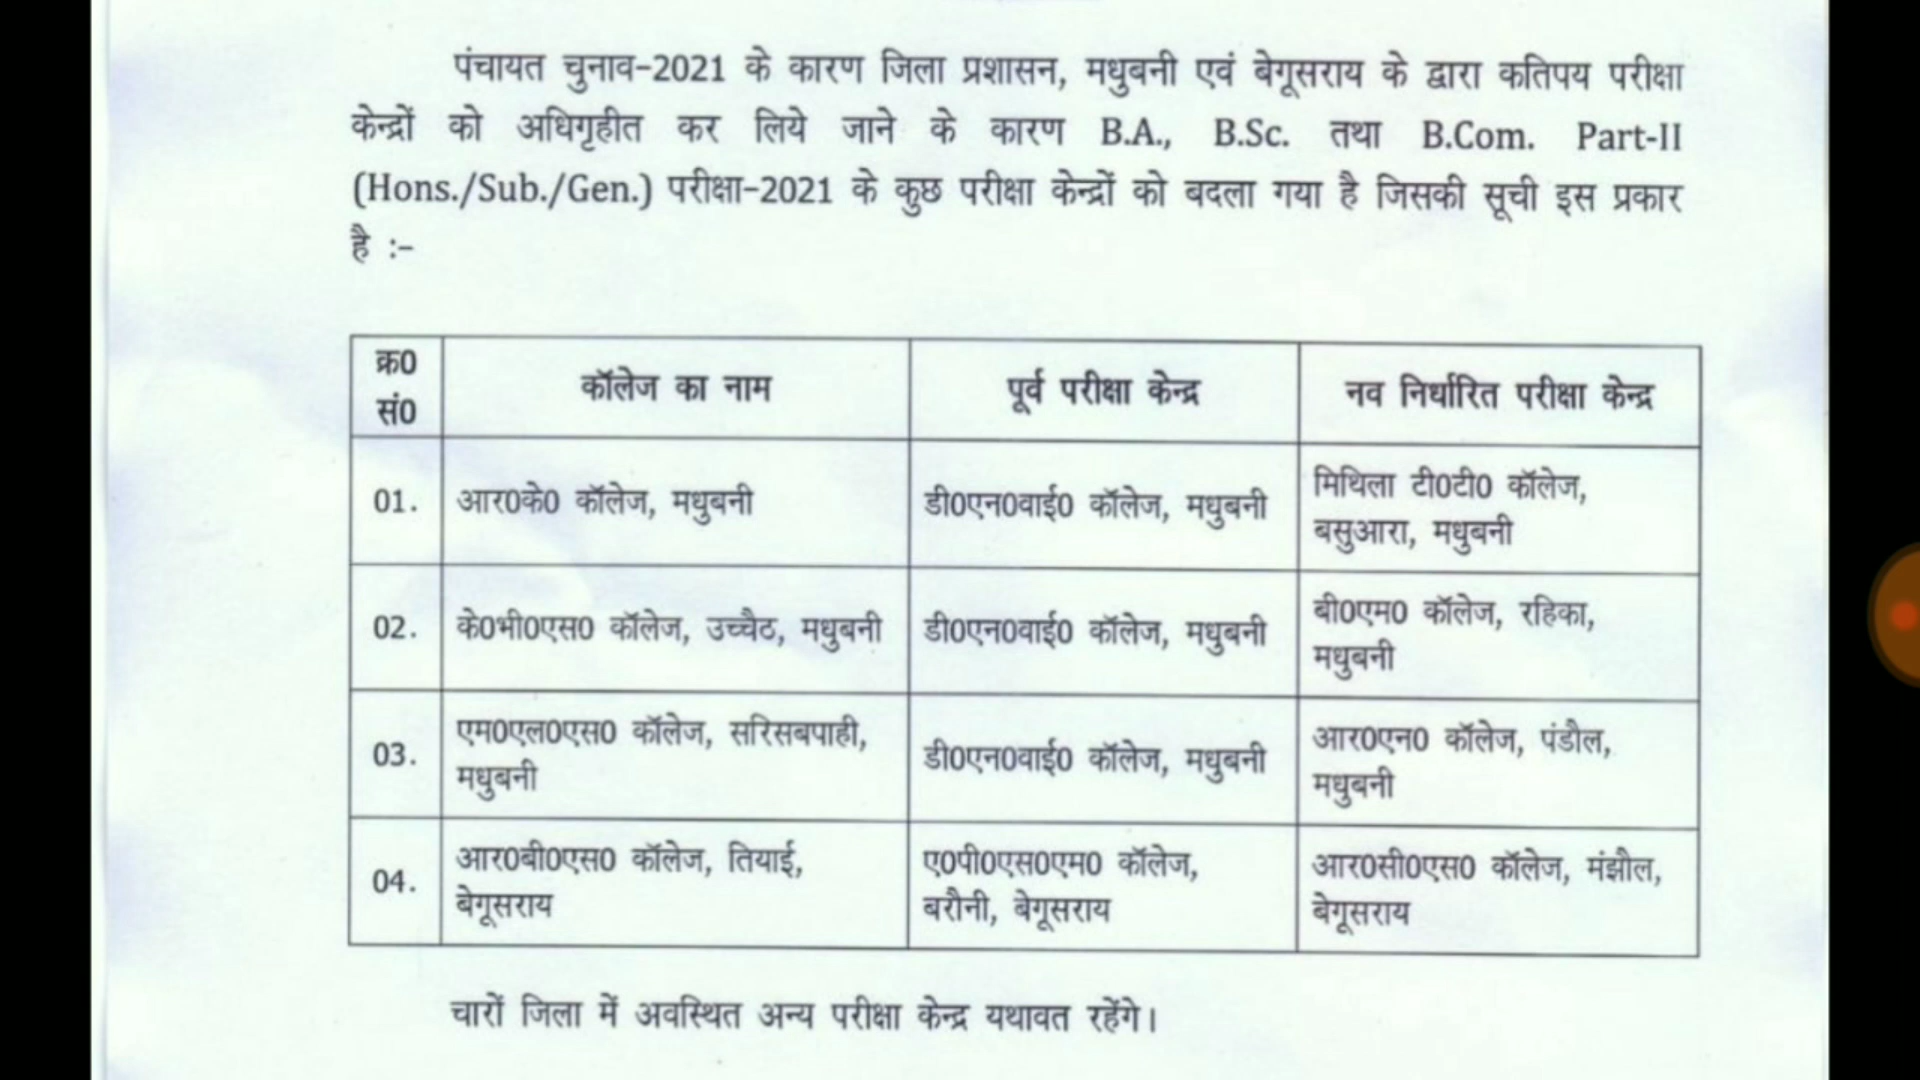 पंचायत चुनाव-2021 के कारण जिला प्रशासन, मधुबनी एवं बेगूसराय के द्वारा कतिपय परीक्षा
केन्द्रों को अधिगृहीत कर लिये जाने के कारण B.A., B.Sc. तथा B.Com. Part-II
(Hons./Sub./Gen.) परीक्षा-2021 के कुछ परीक्षा केन्द्रों को बदला गया है जिसकी सूची इस प्रकार
है :-
क्र0
सं0
कॉलेज का नाम
पूर्व परीक्षा केन्द्र
नव निर्धारित परीक्षा केन्द्र
01.
आर0के0 कॉलेज, मधुबनी
डी0एन0वाई0 कॉलेज, मधुबनी
मिथिला टी0टी0 कॉलेज,
बसुआरा, मधुबनी
02.
के0भी0एस0 कॉलेज, उच्चैठ, मधुबनी
डी0एन0वाई0 कॉलेज, मधुबनी
बी0एम0 कॉलेज, रहिका,
मधुबनी
03.
एम0एल0एस0 कॉलेज, सरिसबपाही,
मधुबनी
डी0एन0वाई0 कॉलेज, मधुबनी
आर0एन0 कॉलेज, पंडौल,
मधुबनी
04.
आर0बी0एस0 कॉलेज, तियाई,
बेगूसराय
ए0पी0एस0एम0 कॉलेज,
बरौनी, बेगूसराय
आर0सी0एस0 कॉलेज, मंझौल,
बेगूसराय
चारों जिला में अवस्थित अन्य परीक्षा केन्द्र यथावत रहेंगे।